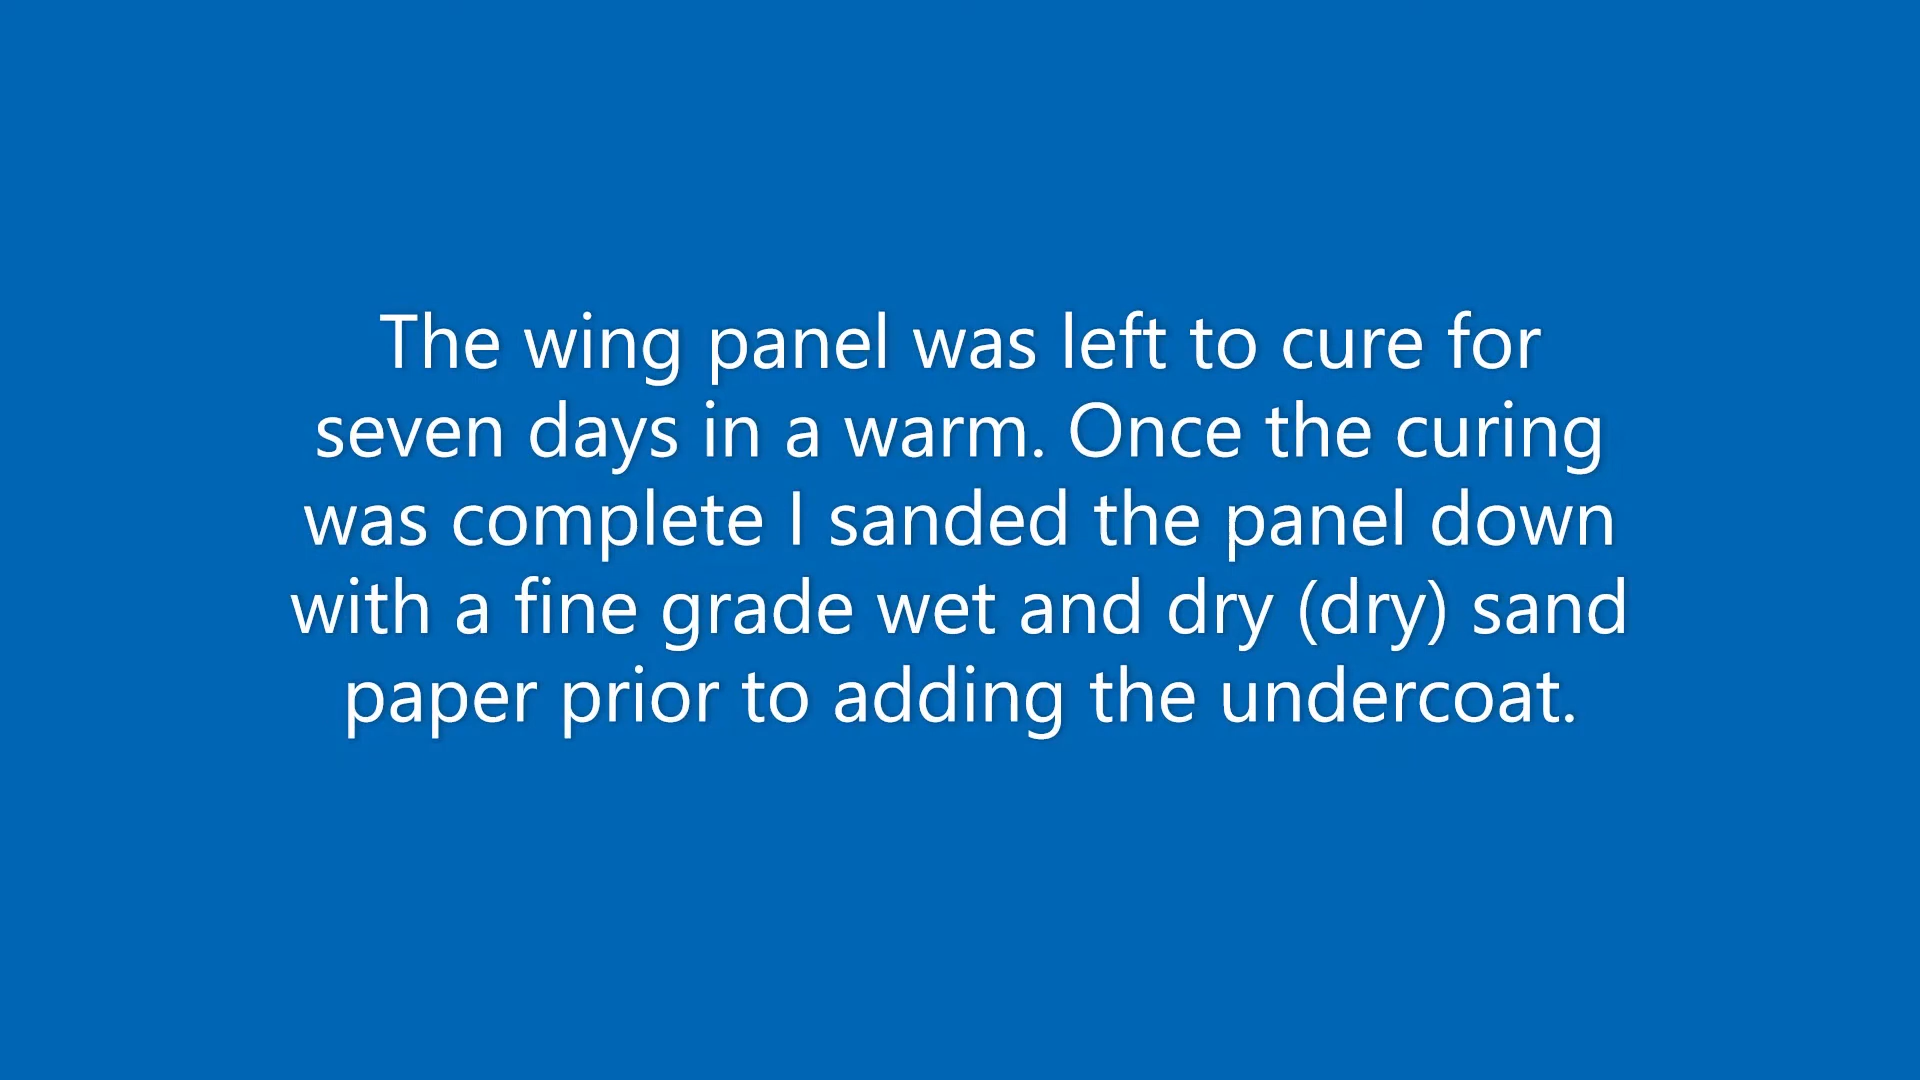 The wing panel was left to cure for
seven days in a warm. Once the curing
was complete I sanded the panel down
with a fine grade wet and dry (dry) sand
paper prior to adding the undercoat.